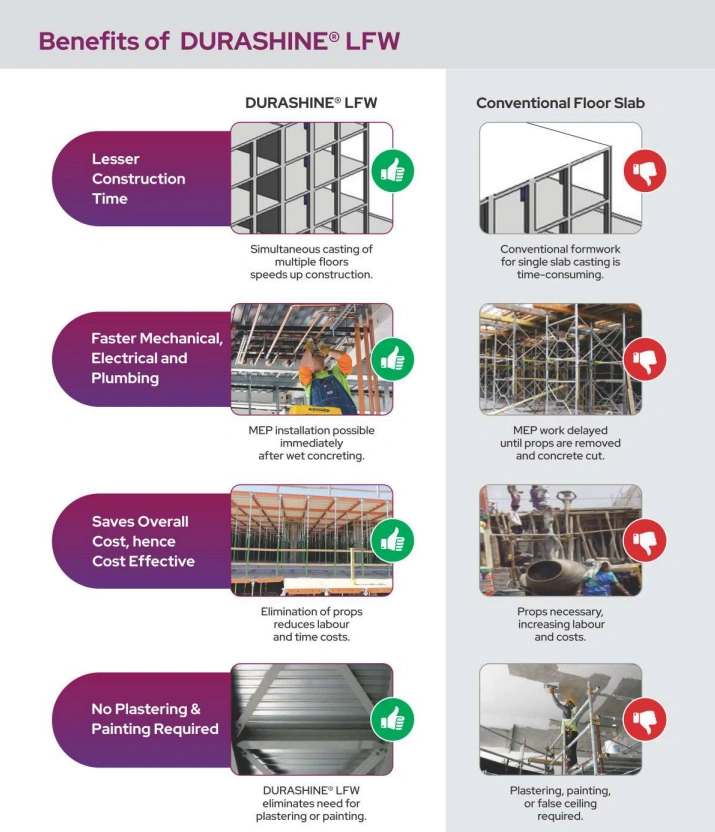 Benefits of DURASHINE® LFW
DURASHINE® LFW
Conventional Floor Slab
Lesser
Construction
Time
Simultaneous casting of
multiple floors
speeds up construction.
Conventional formwork
for single slab casting is
time-consuming.
Faster Mechanical,
Electrical and
Plumbing
MEP installation possible
immediately
after wet concreting.
MEP work delayed
until props are removed
and concrete cut.
Saves Overall
Cost, hence
Cost Effective
Elimination of props
reduces labour
and time costs.
Props necessary,
increasing labour
and costs.
No Plastering &
Painting Required
DURASHINE® LFW
eliminates need for
plastering or painting.
Plastering, painting,
or false ceiling
required.